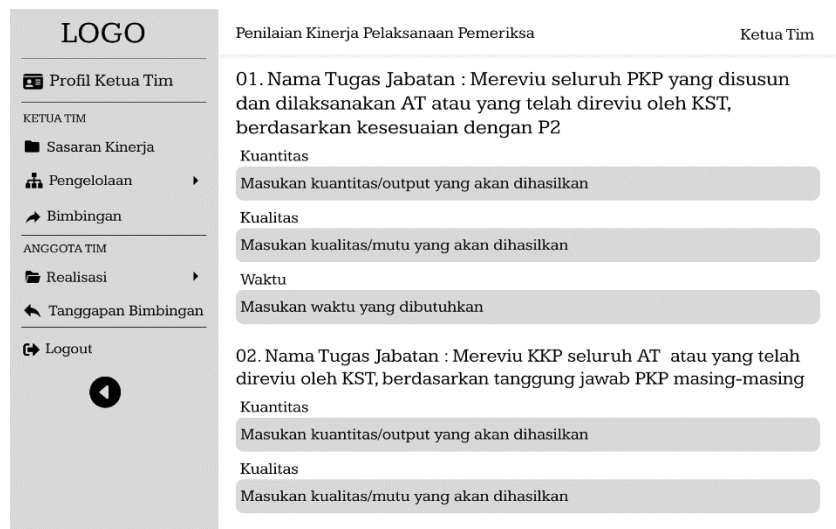 LOGO
Profil Ketua Tim
KETUA TIM
Sasaran Kinerja
Pengelolaan
Bimbingan
ANGGOTA TIM
Realisasi
Tanggapan Bimbingan
Logout
Penilaian Kinerja Pelaksanaan Pemeriksa
Ketua Tim
01. Nama Tugas Jabatan : Mereviu seluruh PKP yang disusun
dan dilaksanakan AT atau yang telah direviu oleh KST,
berdasarkan kesesuaian dengan P2
Kuantitas
Masukan kuantitas/output yang akan dihasilkan
Kualitas
Masukan kualitas/mutu yang akan dihasilkan
Waktu
Masukan waktu yang dibutuhkan
02. Nama Tugas Jabatan : Mereviu KKP seluruh AT atau yang telah
direviu oleh KST, berdasarkan tanggung jawab PKP masing-masing
Kuantitas
Masukan kuantitas/output yang akan dihasilkan
Kualitas
Masukan kualitas/mutu yang akan dihasilkan